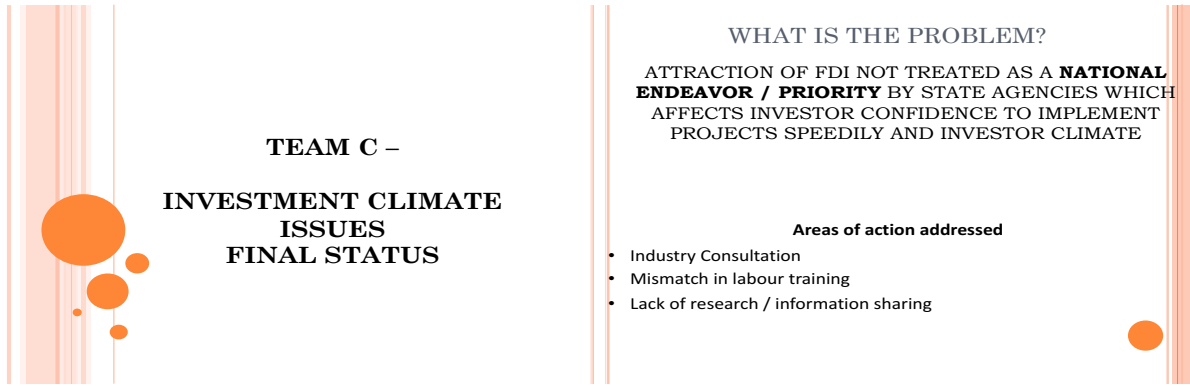 TEAM C –
INVESTMENT CLIMATE
ISSUES
FINAL STATUS
WHAT IS THE PROBLEM?
ATTRACTION OF FDI NOT TREATED AS A NATIONAL
ENDEAVOR / PRIORITY BY STATE AGENCIES WHICH
AFFECTS INVESTOR CONFIDENCE TO IMPLEMENT
PROJECTS SPEEDILY AND INVESTOR CLIMATE
Areas of action addressed
• Industry Consultation
• Mismatch in labour training
• Lack of research / information sharing